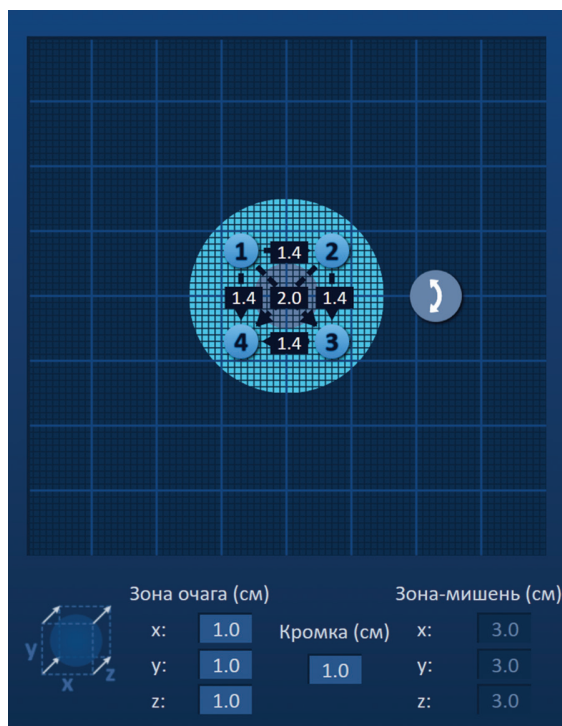 1 1.4 2
1.4 2.0 1.4
4 1.4 3
Зона очага (см) Зона-мишень (см)
x: 1.0 Кромка (см) x: 3.0
y: 1.0 1.0 y: 3.0
z: 1.0 z: 3.0
y x z